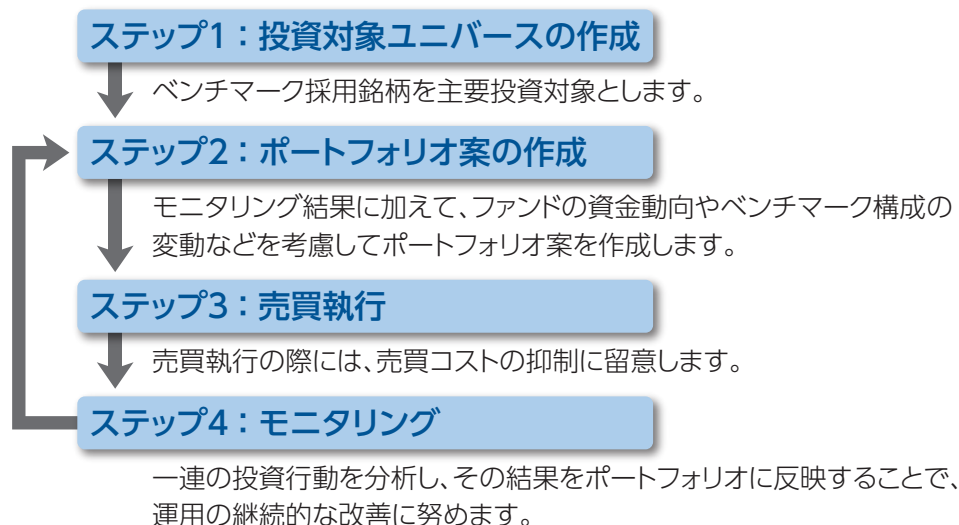 ステップ1：投資対象ユニバースの作成
ベンチマーク採用銘柄を主要投資対象とします。
ステップ2：ポートフォリオ案の作成
モニタリング結果に加えて、ファンドの資金動向やベンチマーク構成の
変動などを考慮してポートフォリオ案を作成します。
ステップ3：売買執行
売買執行の際には、売買コストの抑制に留意します。
ステップ4：モニタリング
一連の投資行動を分析し、その結果をポートフォリオに反映することで、
運用の継続的な改善に努めます。